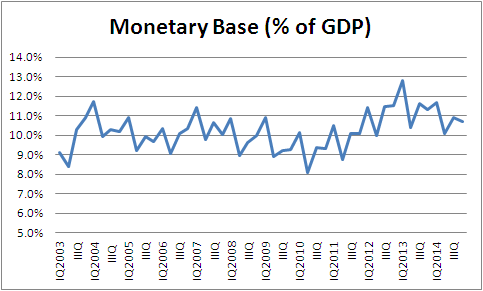 Monetary Base (% of GDP)
14.0%
13.0%
12.0%
11.0%
10.0%
9.0%
8.0%
7.0%
6.0%
5.0%
IQ2003
IIIQ
IQ2004
IIIQ
IQ2005
IIIQ
IQ2006
IIIQ
IQ2007
IIIQ
IQ2008
IIIQ
IQ2009
IIIQ
IQ2010
IIIQ
IQ2011
IIIQ
IQ2012
IIIQ
IQ2013
IIIQ
IQ2014
IIIQ